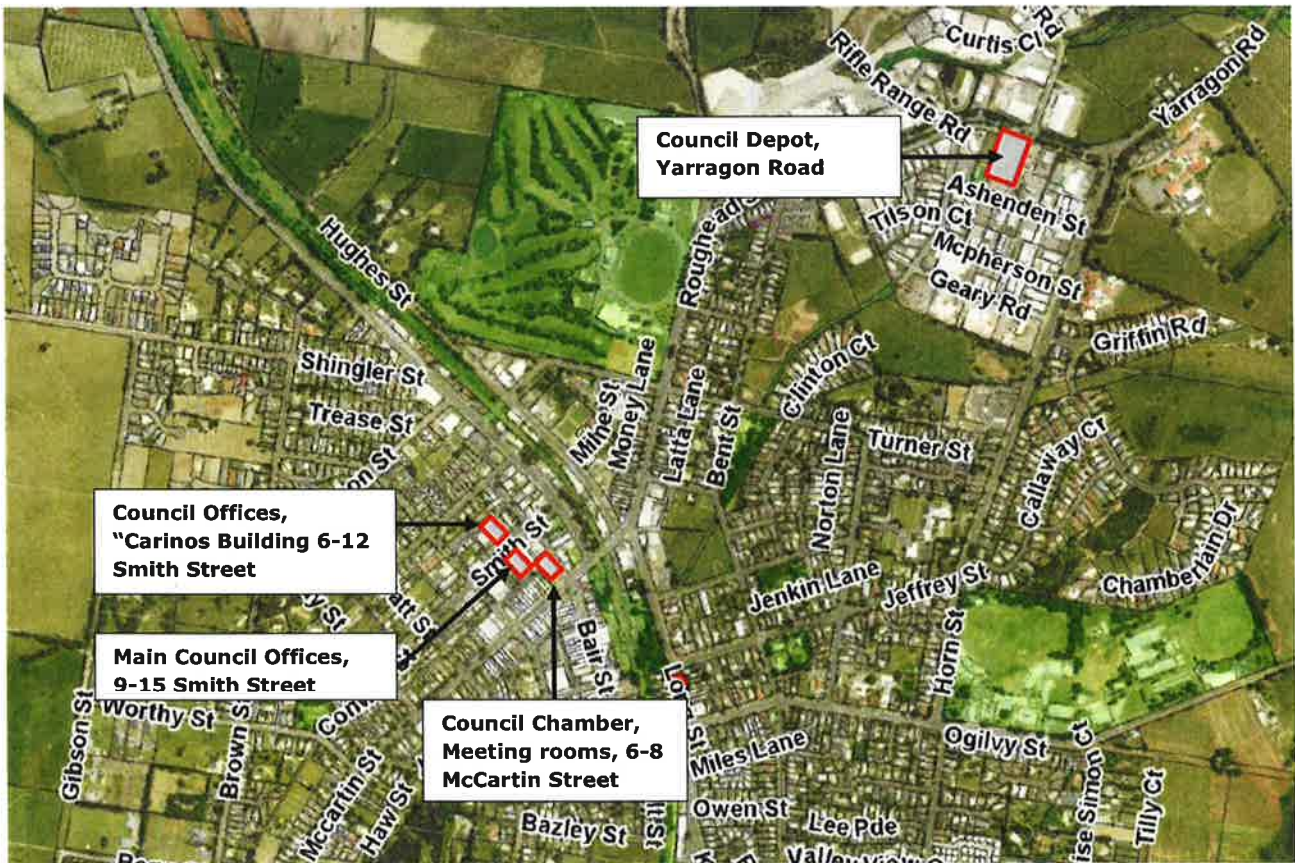 Curtis Cl
Rd
Rifle Range Rd
Yarragon Rd
Council Depot,
Yarragon Road
Ashenden St
Tilson Ct
Mcpherson St
Geary Rd
Griffin Rd
Roughead
Hughes St
Shingler St
Trease St
Milne St
Money Lane
Latta Lane
Bent St
Clinton Ct
Norton Lane
Turner St
Callaway Cr
Chamberlain Dr
Council Offices,
“Carinos Building 6-12
Smith Street
Smith St
Jenkin Lane
Jeffrey St
Horn St
Main Council Offices,
9-15 Smith Street
Bair St
Council Chamber,
Meeting rooms, 6-8
McCartin Street
Gibson St
Worthy St
Brown St
Mccartin St
Haw St
Miles Lane
Ogilvy St
Owen St
Lee Pde
Bazley St
Simon Ct
Tilly Ct